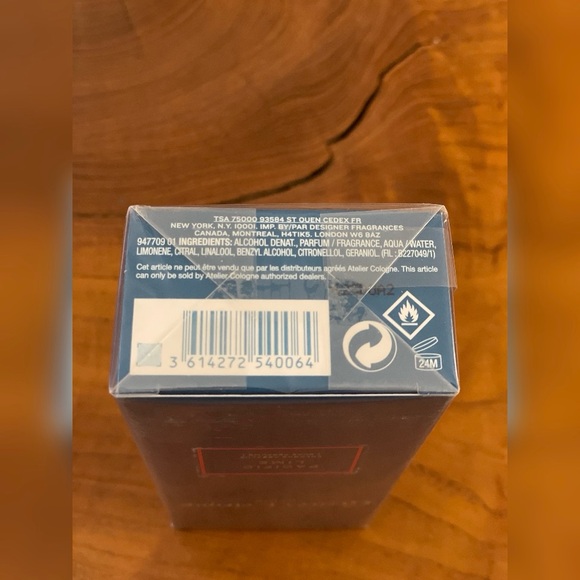 TSA 75000 93584 ST OUEN CEDEX FR
NEW YORK, N.Y. 10001. IMP. BY/PAR DESIGNER FRAGRANCES
CANADA, MONTREAL, H4T1K5. LONDON W6 8AZ
947709 01 INGREDIENTS: ALCOHOL DENAT., PARFUM / FRAGRANCE, AQUA / WATER,
LIMONENE, CITRAL, LINALOOL, BENZYL ALCOHOL, CITRONELLOL, GERANIOL. (FIL : B227049/1)
Cet article ne peut être vendu que par les distributeurs agréés Atelier Cologne. This article
can only be sold by Atelier Cologne authorized dealers.
3 614272 540064
24M
PACIFIC
LIME